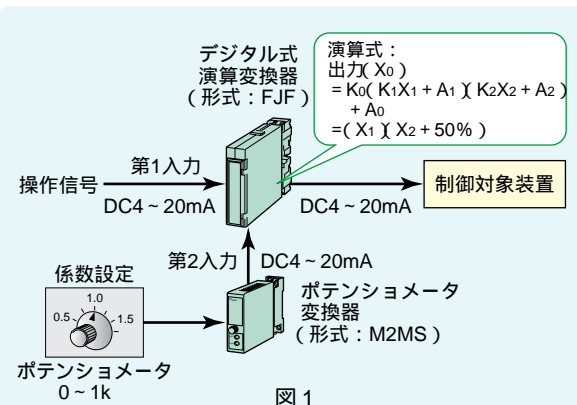 デジタル式
演算変換器
（形式：FJF）
演算式：
出力（X0）
= K0（K1X1 + A1）（K2X2 + A2）
+ A0
=（X1）（X2 + 50%）
第1入力
操作信号
DC4 ~ 20mA
DC4 ~ 20mA
制御対象装置
第2入力
DC4 ~ 20mA
係数設定
0.5
1.0
1.5
ポテンショメータ
0 ~ 1k
ポテンショメータ
変換器
（形式：M2MS）
図 1